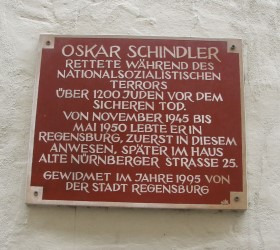 OSKAR SCHINDLER
RETTETE WÄHREND DES
NATIONALSOZIALISTISCHEN
TERRORS
ÜBER 1200 JUDEN VOR DEM
SICHEREN TOD.
VON NOVEMBER 1945 BIS
MAI 1950 LEBTE ER IN
REGENSBURG, ZUERST IN DIESEM
ANWESEN, SPÄTER IM HAUS
ALTE NÜRNBERGER STRASSE 25.
GEWIDMET IM JAHRE 1995 VON
DER STADT REGENSBURG